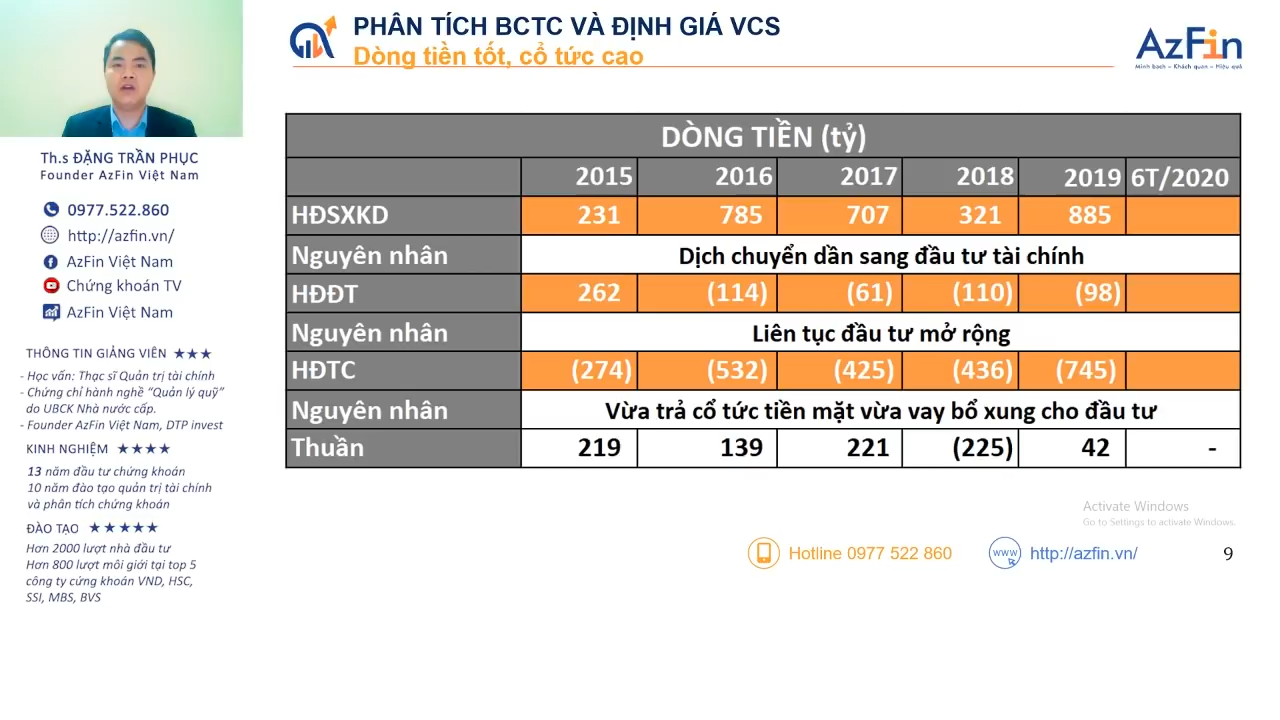 PHÂN TÍCH BCTC VÀ ĐỊNH GIÁ VCS
Dòng tiền tốt, cổ tức cao
AzFin
Minh bạch – Khách quan – Hiệu quả
Th.s ĐẶNG TRẦN PHỤC
Founder AzFin Việt Nam
0977.522.860
http://azfin.vn/
AzFin Việt Nam
Chứng khoán TV
AzFin Việt Nam
THÔNG TIN GIẢNG VIÊN ★★★
- Học vấn: Thạc sĩ Quản trị tài chính
- Chứng chỉ hành nghề “Quản lý quỹ”
do UBCK Nhà nước cấp.
- Founder AzFin Việt Nam, DTP invest
KINH NGHIỆM ★★★★
13 năm đầu tư chứng khoán
10 năm đào tạo quản trị tài chính
và phân tích chứng khoán
ĐÀO TẠO ★★★★★
Hơn 2000 lượt nhà đầu tư
Hơn 800 lượt môi giới tại top 5
công ty cứng khoán VND, HSC,
SSI, MBS, BVS
DÒNG TIỀN (tỷ)
2015 2016 2017 2018 2019 6T/2020
HĐSXKD 231 785 707 321 885
Nguyên nhân Dịch chuyển dần sang đầu tư tài chính
HĐĐT 262 (114) (61) (110) (98)
Nguyên nhân Liên tục đầu tư mở rộng
HĐTC (274) (532) (425) (436) (745)
Nguyên nhân Vừa trả cổ tức tiền mặt vừa vay bổ xung cho đầu tư
Thuần 219 139 221 (225) 42 -
Activate Windows
Go to Settings to activate Windows.
Hotline 0977 522 860
www
http://azfin.vn/
9